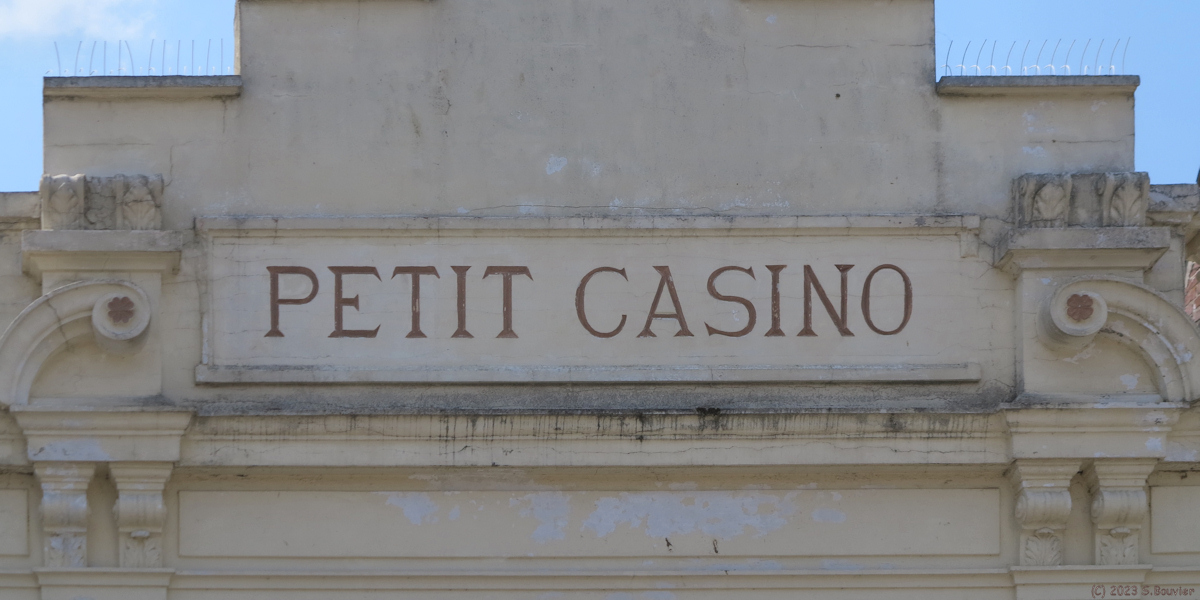 PETIT CASINO
(C) 2023 S.Bouvier